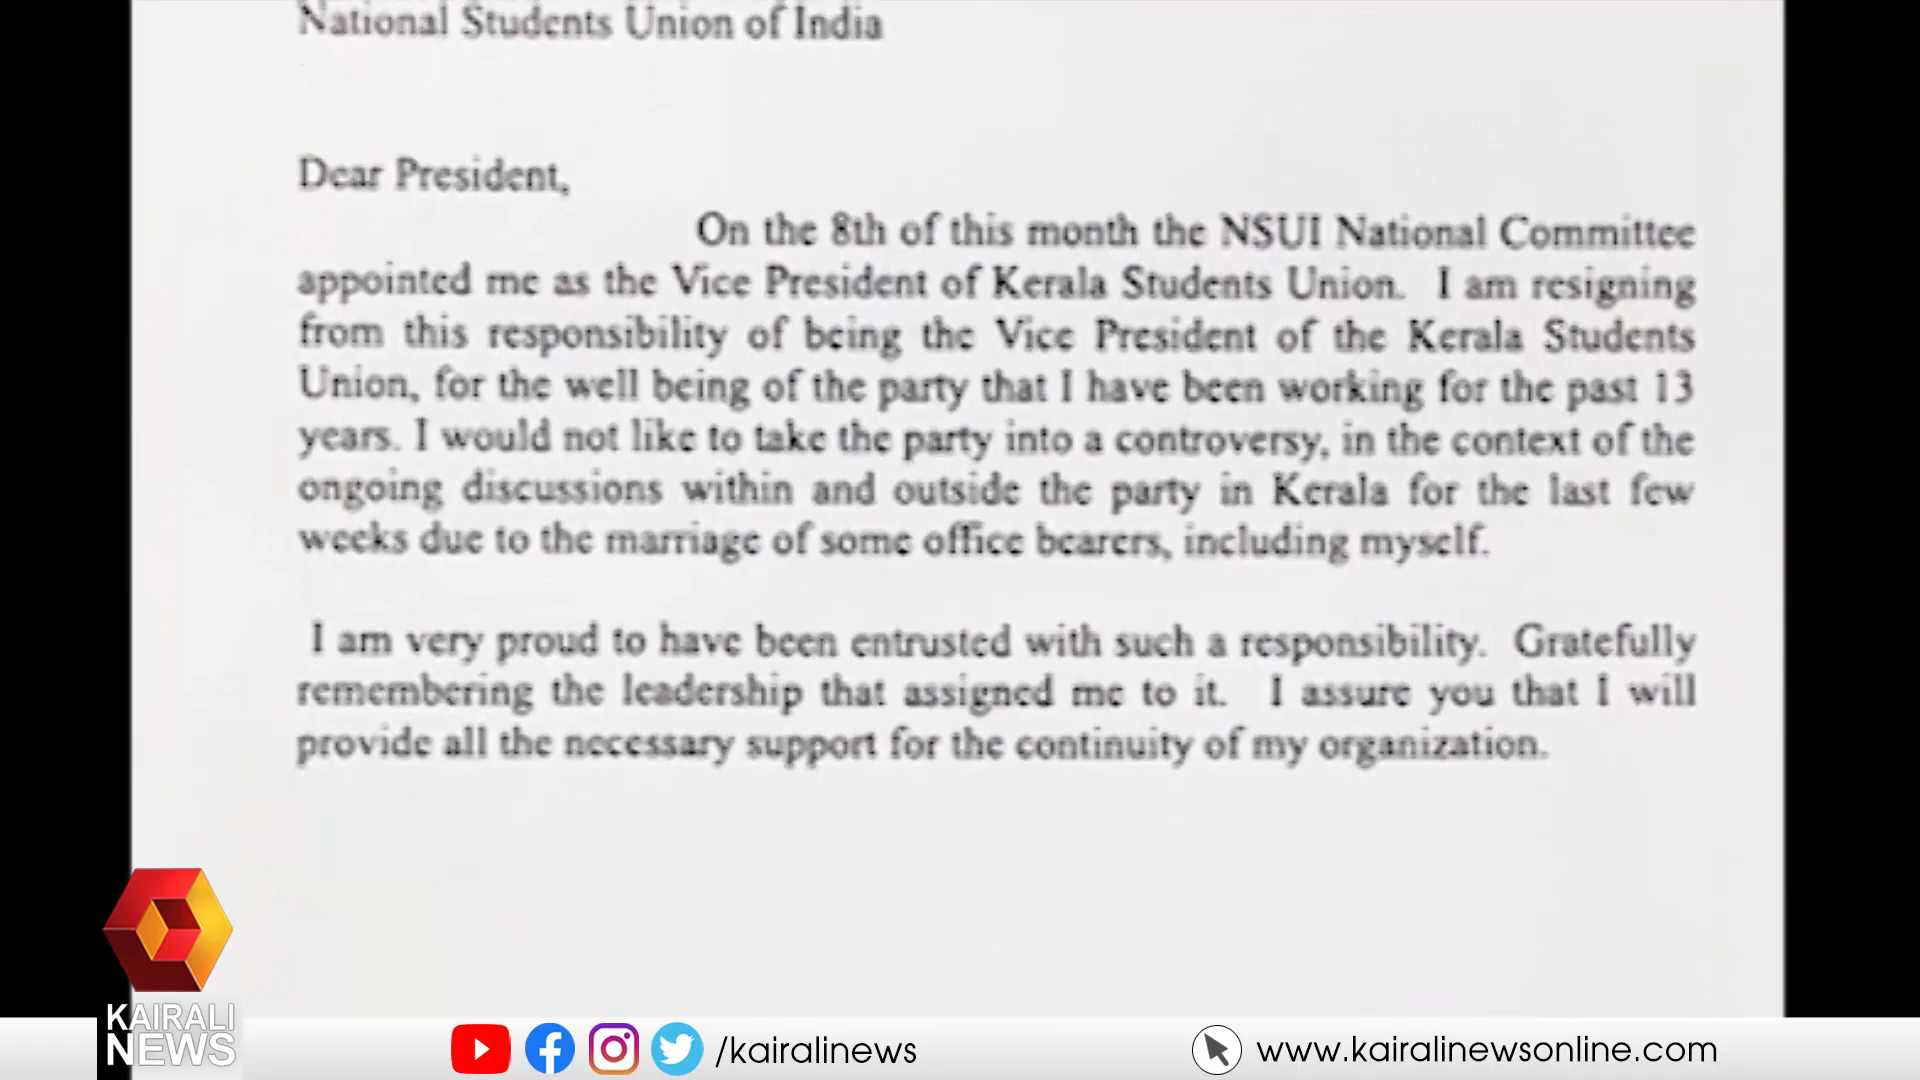 National Students Union of India
Dear President,
On the 8th of this month the NSUI National Committee
appointed me as the Vice President of Kerala Students Union. I am resigning
from this responsibility of being the Vice President of the Kerala Students
Union, for the well being of the party that I have been working for the past 13
years. I would not like to take the party into a controversy, in the context of the
ongoing discussions within and outside the party in Kerala for the last few
weeks due to the marriage of some office bearers, including myself.
I am very proud to have been entrusted with such a responsibility. Gratefully
remembering the leadership that assigned me to it. I assure you that I will
provide all the necessary support for the continuity of my organization.
KAIRALI
NEWS
/kairalinews
www.kairalinewsonline.com